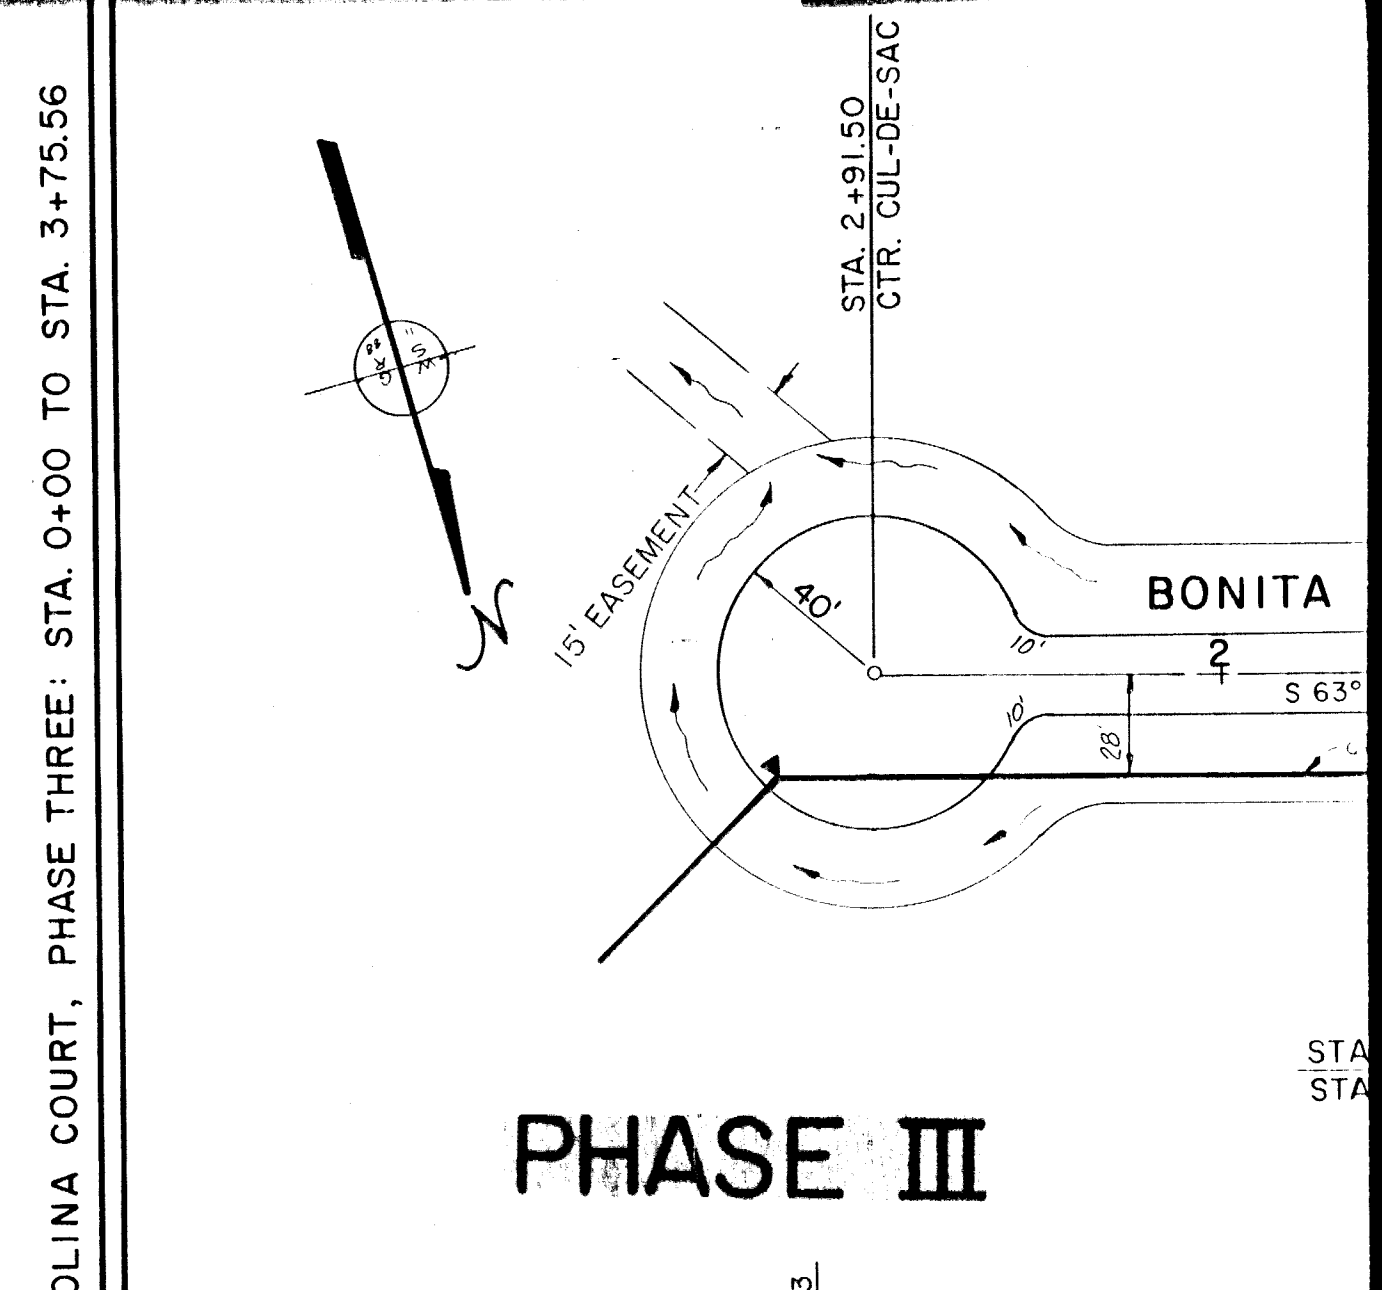 OLINA COURT, PHASE THREE: STA. 0+00 TO STA. 3+75.56
STA. 2+91.50
CTR. CUL-DE-SAC
N
15' EASEMENT
40'
BONITA
10'
2
S 63°
10'
28'
STA
STA
PHASE III
3